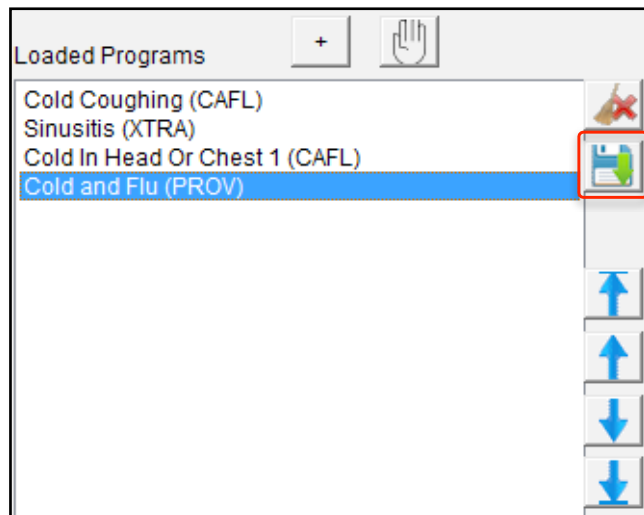 Loaded Programs
+
Cold Coughing (CAFL)
Sinusitis (XTRA)
Cold In Head Or Chest 1 (CAFL)
Cold and Flu (PROV)